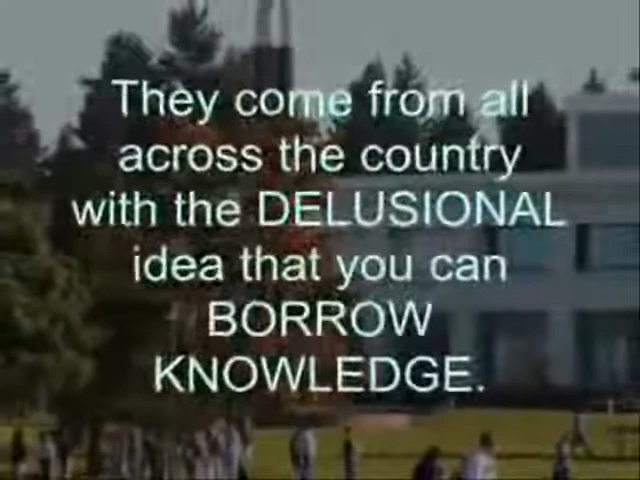 They come from all
across the country
with the DELUSIONAL
idea that you can
BORROW
KNOWLEDGE.